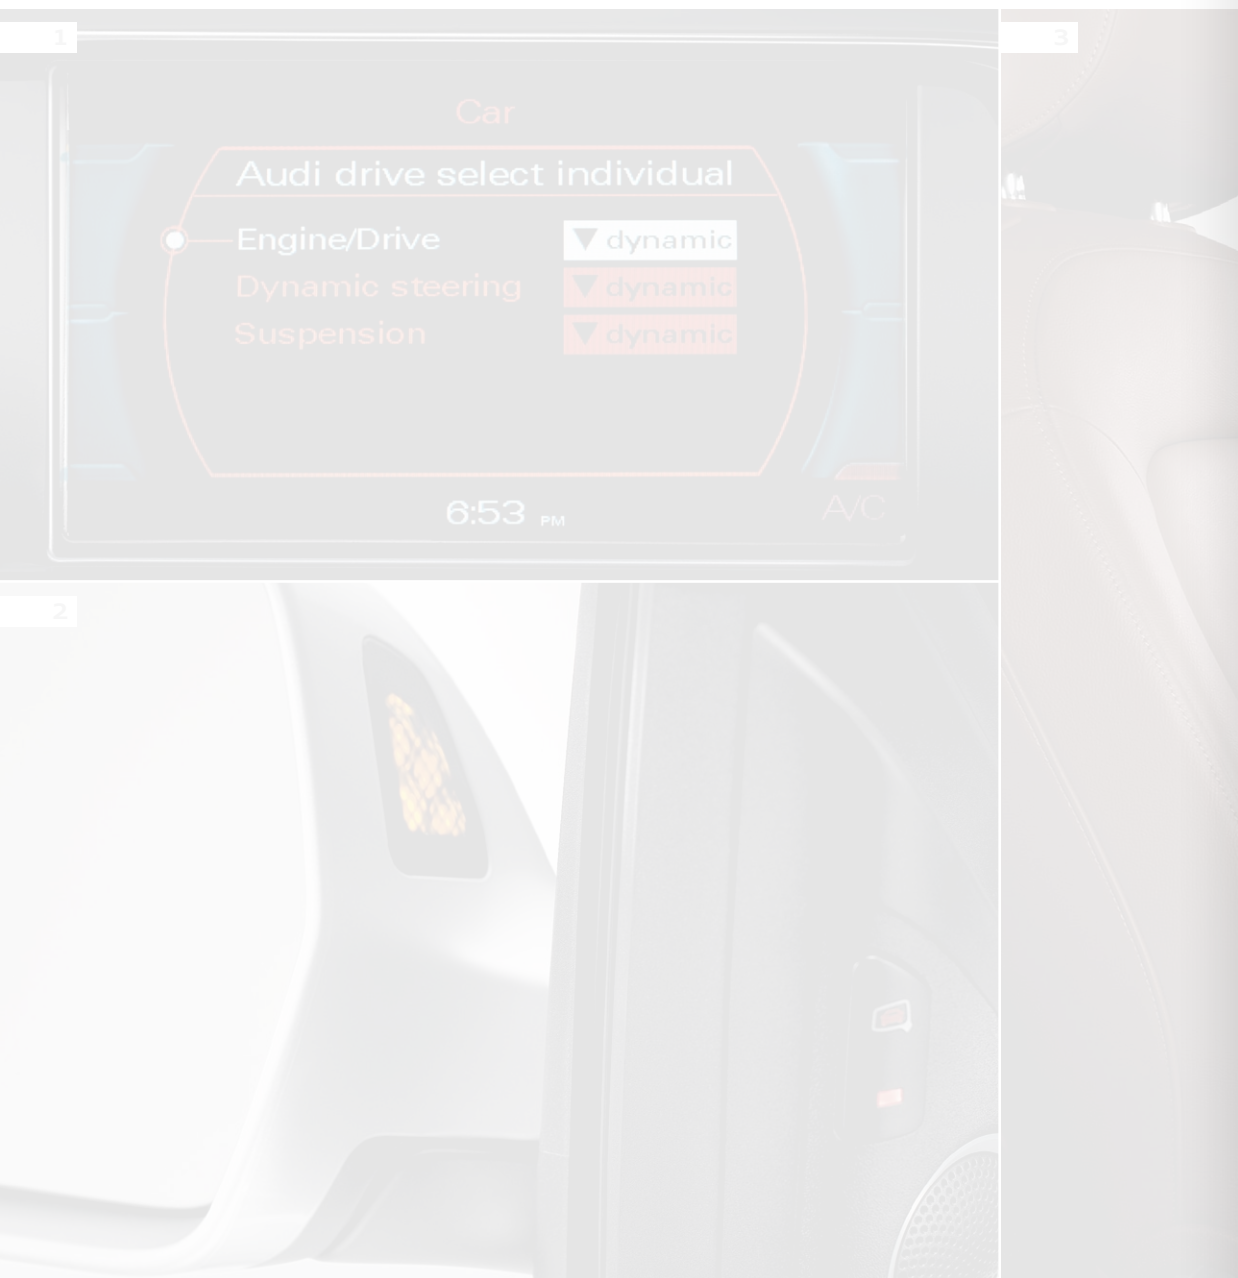 1
Car
Audi drive select individual
Engine/Drive ▼ dynamic
Dynamic steering ▼ dynamic
Suspension ▼ dynamic
6:53 PM
A/C
2
3